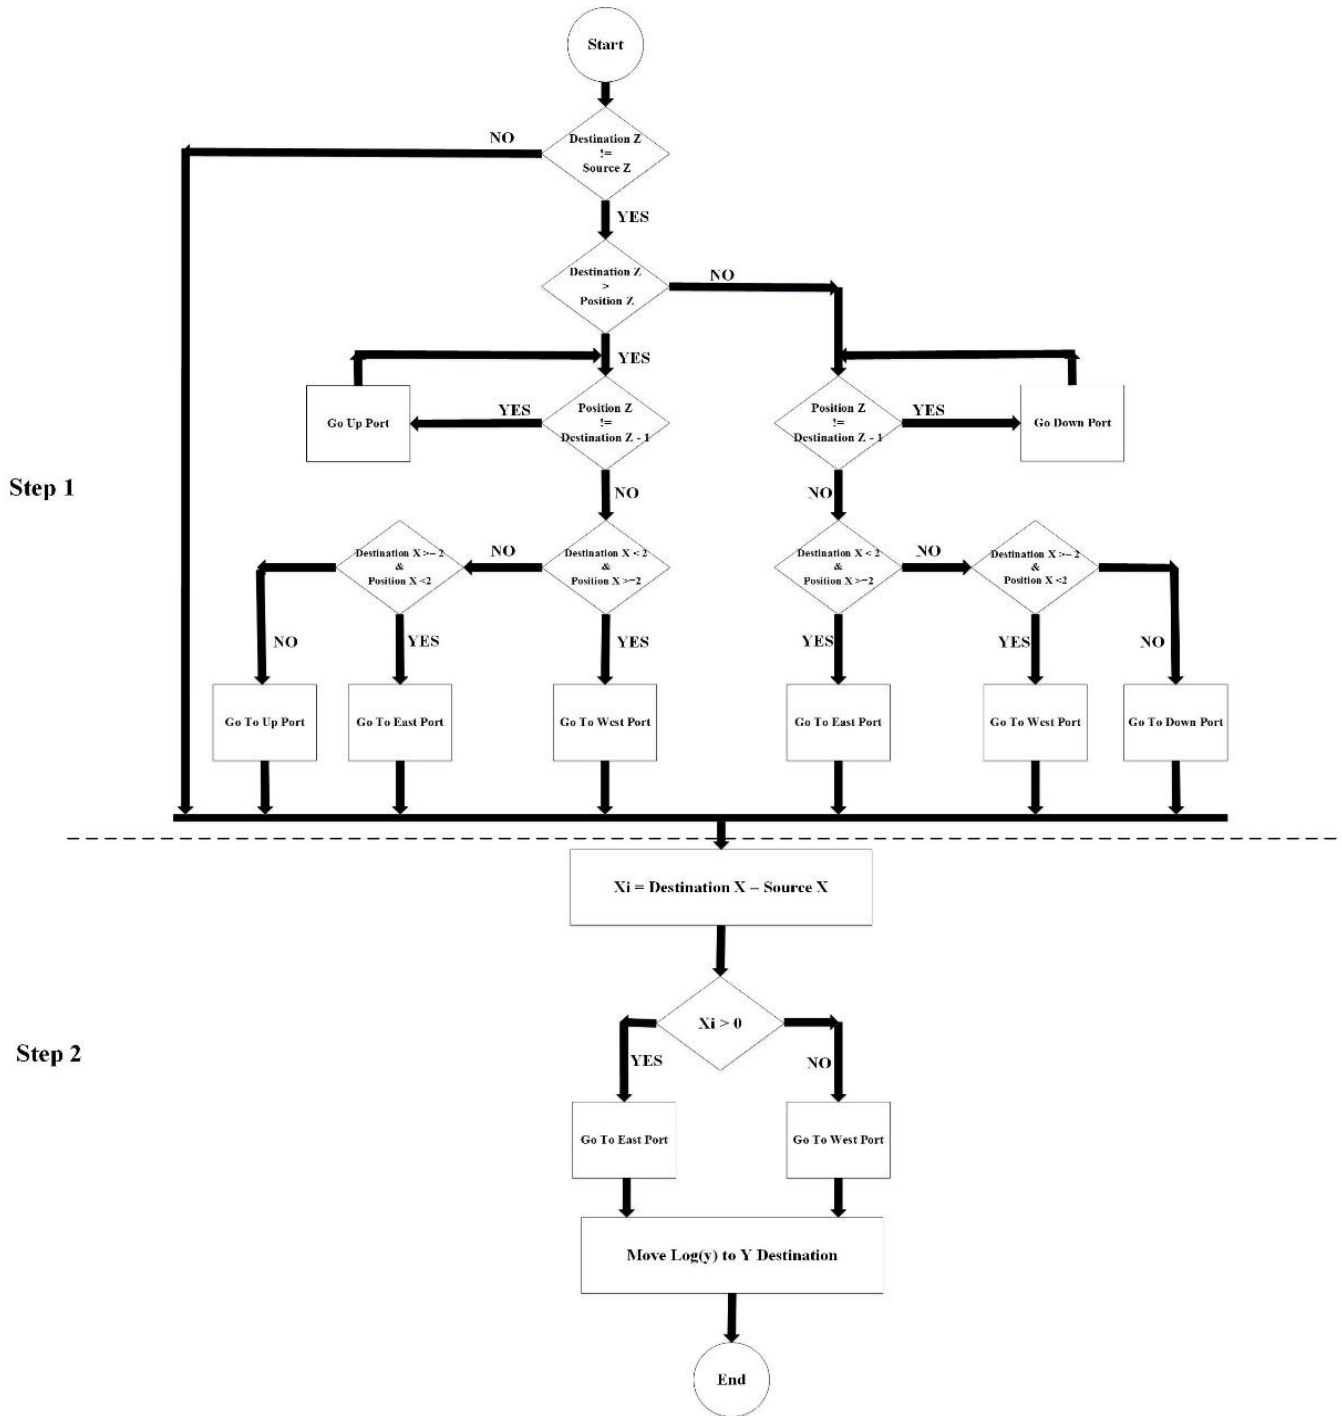 Start
NO
Destination Z
!=
Source Z
YES
Destination Z
>
Position Z
NO
YES
Go Up Port
YES
Position Z
!=
Destination Z - 1
Position Z
!=
Destination Z - 1
YES
Go Down Port
Step 1
NO
NO
Destination X >= 2
&
Position X <2
NO
Destination X < 2
&
Position X >=2
Destination X < 2
&
Position X >=2
NO
Destination X >= 2
&
Position X <2
NO
YES
YES
YES
YES
NO
Go To Up Port
Go To East Port
Go To West Port
Go To East Port
Go To West Port
Go To Down Port
Xi = Destination X – Source X
Xi > 0
Step 2
YES
NO
Go To East Port
Go To West Port
Move Log(y) to Y Destination
End